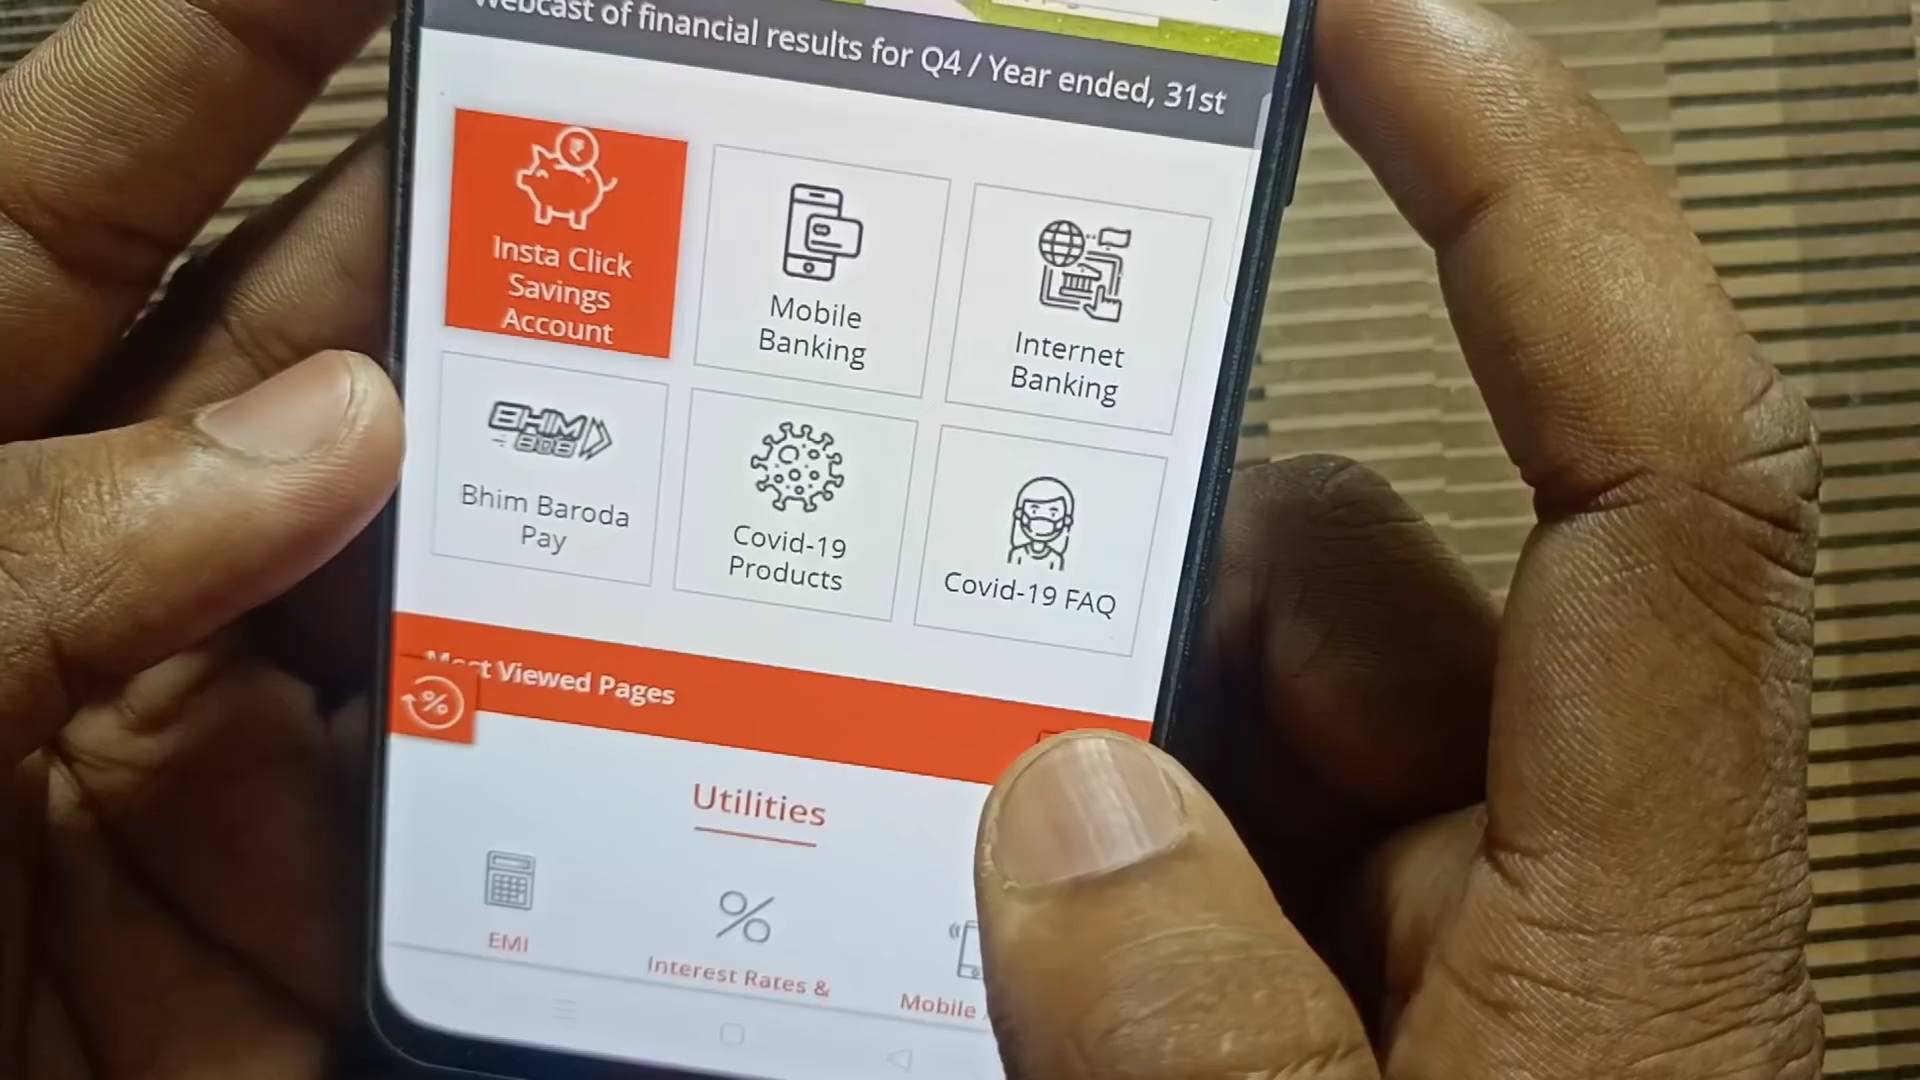 Webcast of financial results for Q4 / Year ended, 31st
Insta Click
Savings
Account
Mobile
Banking
Internet
Banking
BHIM
BOB
Bhim Baroda
Pay
Covid-19
Products
Covid-19 FAQ
Most Viewed Pages
%
Utilities
EMI
%
Interest Rates &
Mobile